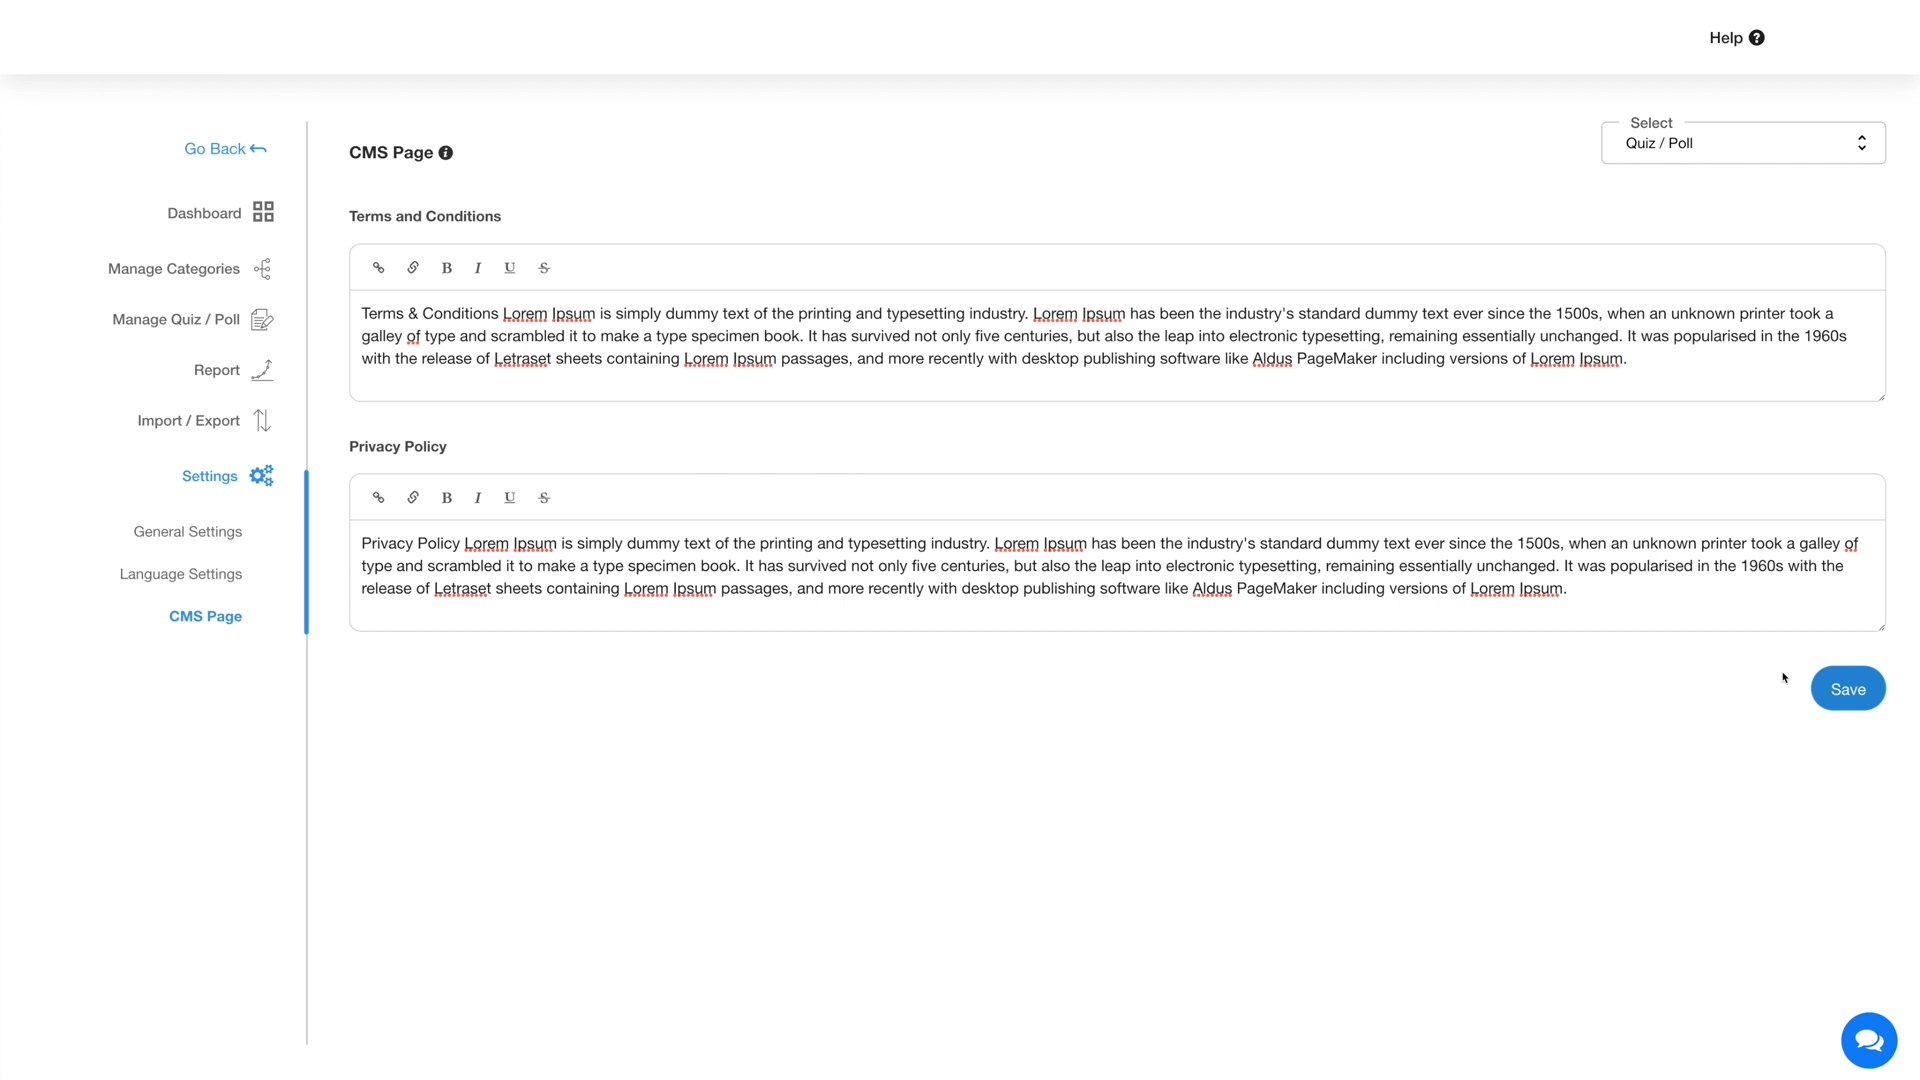 Help
Go Back
Dashboard
Manage Categories
Manage Quiz / Poll
Report
Import / Export
Settings
General Settings
Language Settings
CMS Page
CMS Page
Select
Quiz / Poll
Terms and Conditions
B I U S
Terms & Conditions Lorem Ipsum is simply dummy text of the printing and typesetting industry. Lorem Ipsum has been the industry's standard dummy text ever since the 1500s, when an unknown printer took a
galley of type and scrambled it to make a type specimen book. It has survived not only five centuries, but also the leap into electronic typesetting, remaining essentially unchanged. It was popularised in the 1960s
with the release of Letraset sheets containing Lorem Ipsum passages, and more recently with desktop publishing software like Aldus PageMaker including versions of Lorem Ipsum.
Privacy Policy
B I U S
Privacy Policy Lorem Ipsum is simply dummy text of the printing and typesetting industry. Lorem Ipsum has been the industry's standard dummy text ever since the 1500s, when an unknown printer took a galley of
type and scrambled it to make a type specimen book. It has survived not only five centuries, but also the leap into electronic typesetting, remaining essentially unchanged. It was popularised in the 1960s with the
release of Letraset sheets containing Lorem Ipsum passages, and more recently with desktop publishing software like Aldus PageMaker including versions of Lorem Ipsum.
Save